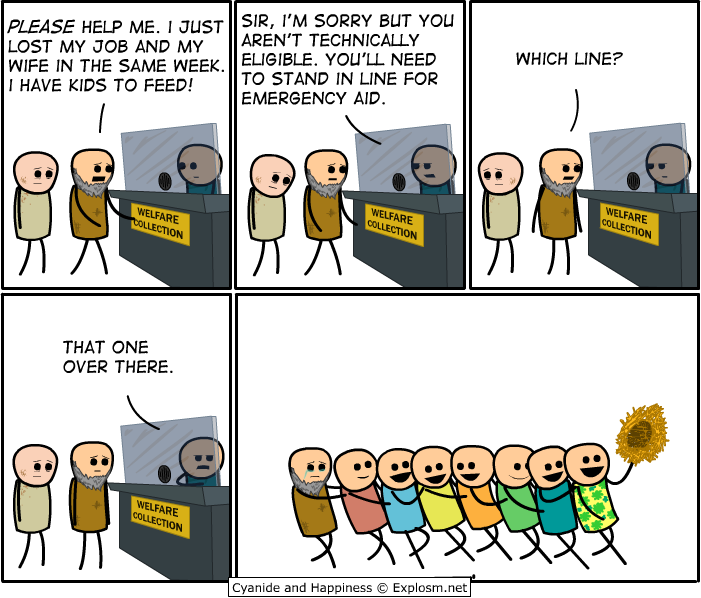 PLEASE HELP ME. I JUST
LOST MY JOB AND MY
WIFE IN THE SAME WEEK.
I HAVE KIDS TO FEED!
WELFARE
COLLECTION
SIR, I'M SORRY BUT YOU
AREN'T TECHNICALLY
ELIGIBLE. YOU'LL NEED
TO STAND IN LINE FOR
EMERGENCY AID.
WELFARE
COLLECTION
WHICH LINE?
WELFARE
COLLECTION
THAT ONE
OVER THERE.
WELFARE
COLLECTION
Cyanide and Happiness © Explosm.net